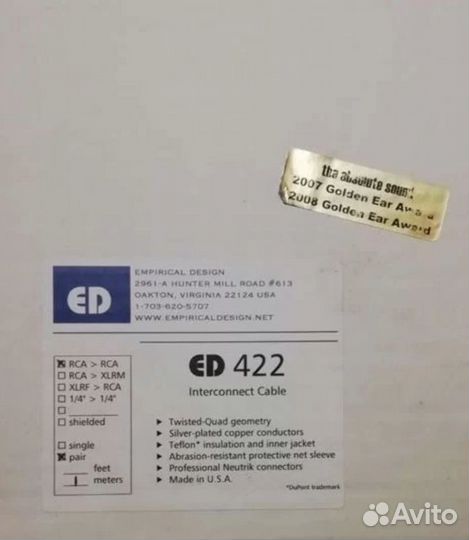 the absolute sound.
2007 Golden Ear Award
2008 Golden Ear Award
ED
EMPIRICAL DESIGN
2961-A HUNTER MILL ROAD #613
OAKTON, VIRGINIA 22124 USA
1-703-620-5707
WWW.EMPIRICALDESIGN.NET
ED 422
Interconnect Cable
RCA > RCA
RCA > XLRM
XLRF > RCA
1/4" > 1/4"
shielded
single
pair
feet
1 meters
▸ Twisted-Quad geometry
▸ Silver-plated copper conductors
▸ Teflon* insulation and inner jacket
▸ Abrasion-resistant protective net sleeve
▸ Professional Neutrik connectors
▸ Made in U.S.A.
*DuPont trademark
Avito